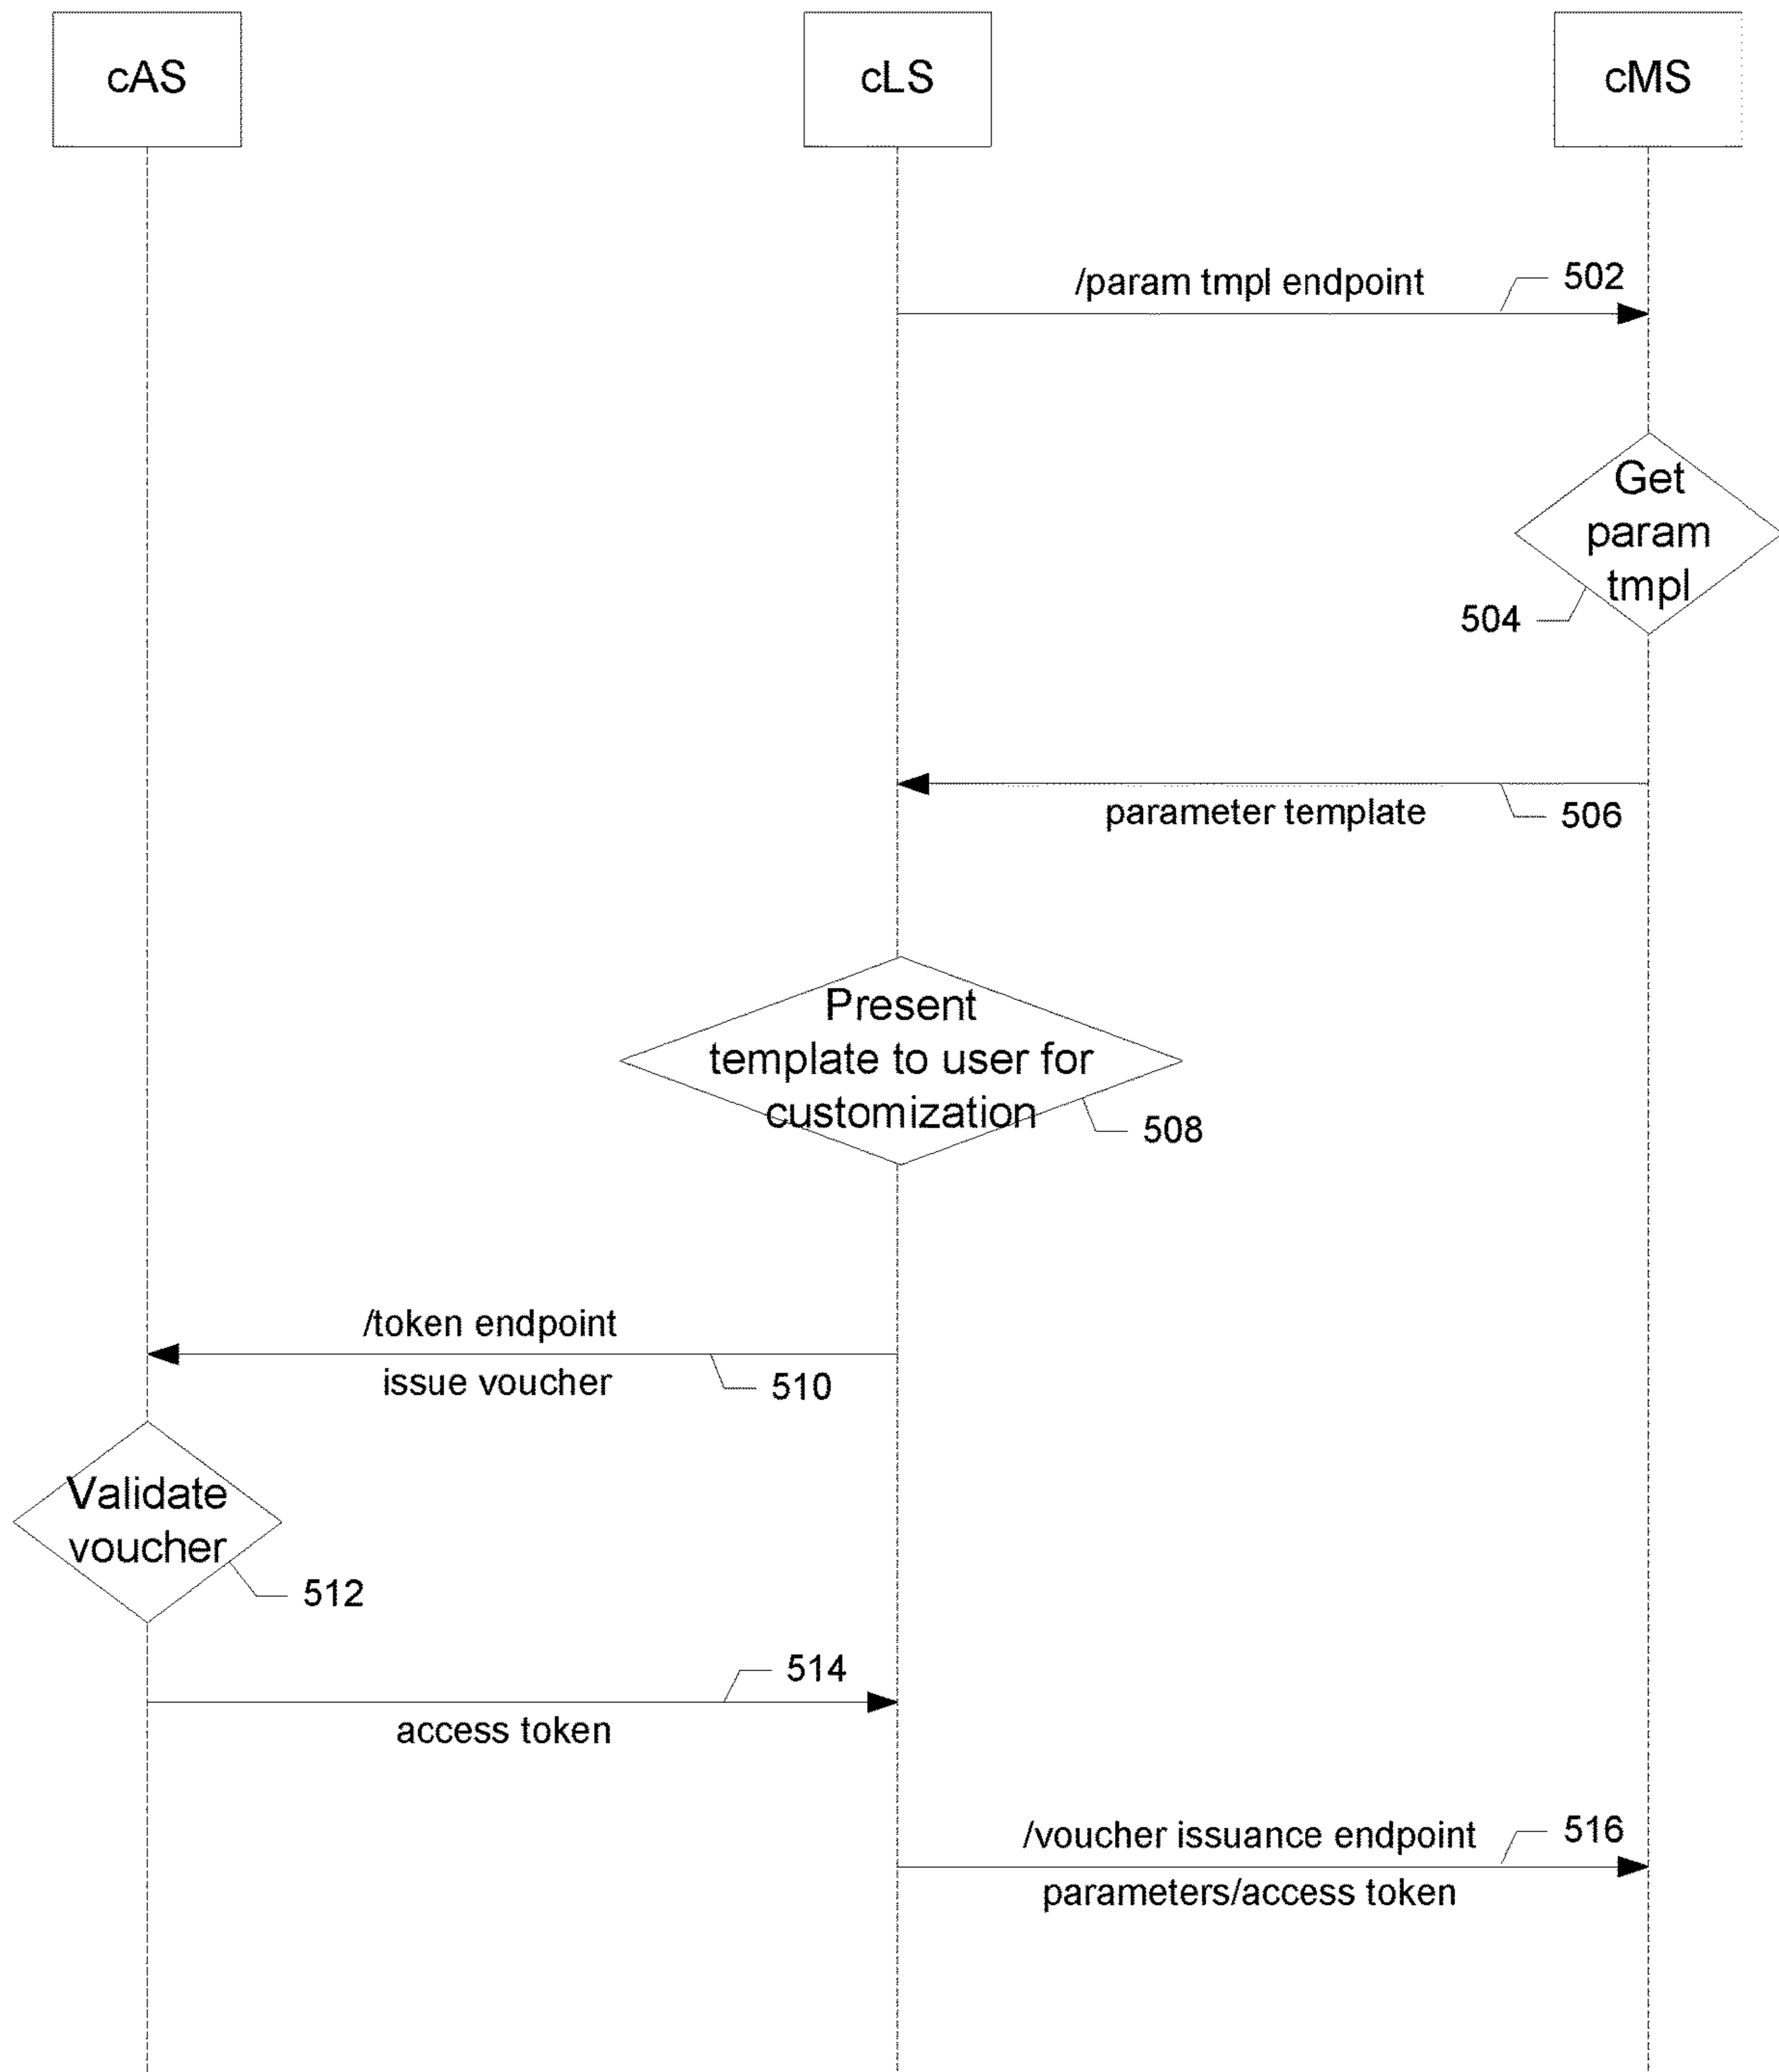 cAS
cLS
cMS
/param tmpl endpoint
502
Get
param
tmpl
504
parameter template
506
Present
template to user for
customization
508
/token endpoint
issue voucher
510
Validate
voucher
512
514
access token
/voucher issuance endpoint
516
parameters/access token